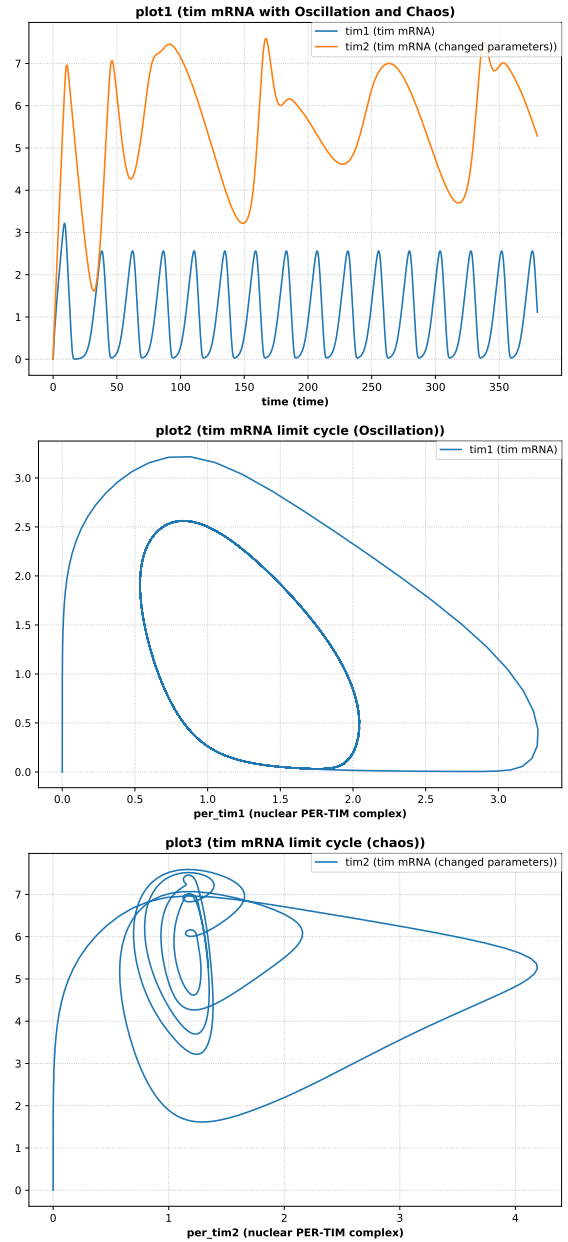 plot1 (tim mRNA with Oscillation and Chaos)
tim1 (tim mRNA)
tim2 (tim mRNA (changed parameters))
7
6
5
4
3
2
1
0
0 50 100 150 200 250 300 350
time (time)
plot2 (tim mRNA limit cycle (Oscillation))
tim1 (tim mRNA)
3.0
2.5
2.0
1.5
1.0
0.5
0.0
0.0 0.5 1.0 1.5 2.0 2.5 3.0
per_tim1 (nuclear PER-TIM complex)
plot3 (tim mRNA limit cycle (chaos))
tim2 (tim mRNA (changed parameters))
7
6
5
4
3
2
1
0
0 1 2 3 4
per_tim2 (nuclear PER-TIM complex)